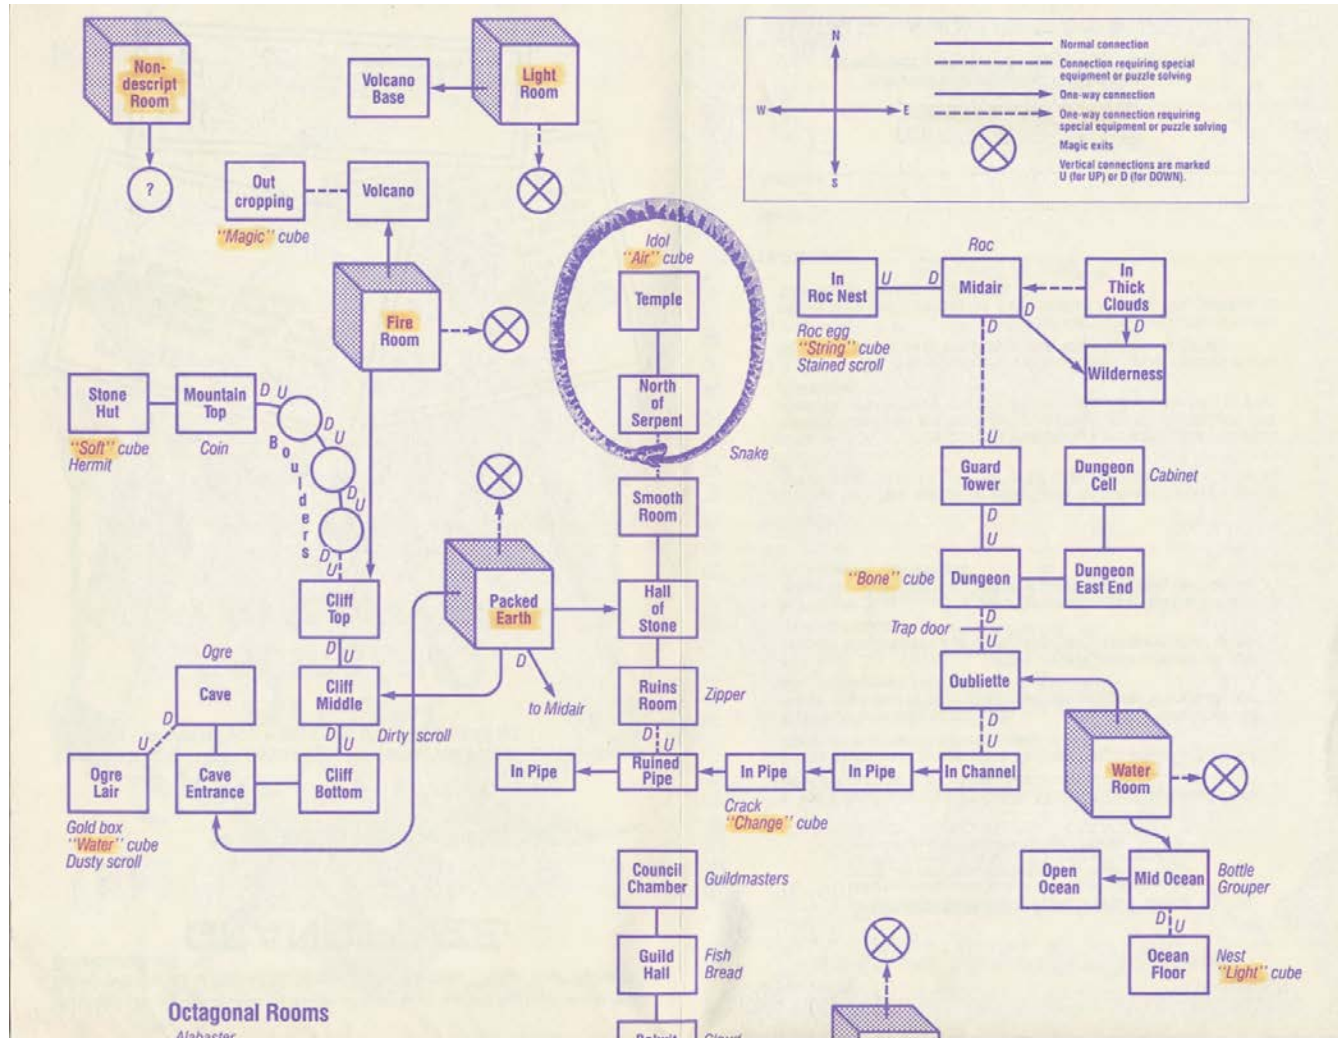 Non-
descript
Room
?
Volcano
Base
Light
Room
N
W
E
S
Normal connection
Connection requiring special
equipment or puzzle solving
One-way connection
One-way connection requiring
special equipment or puzzle solving
Magic exits
Vertical connections are marked
U (for UP) or D (for DOWN).
Out
cropping
"Magic" cube
Volcano
Fire
Room
Idol
"Air" cube
Temple
North
of
Serpent
Snake
Smooth
Room
Hall
of
Stone
Ruins
Room
Zipper
D U
Roc
In
Roc Nest
U D
Midair
In
Thick
Clouds
D
D
D
Wilderness
Roc egg
"String" cube
Stained scroll
U
Guard
Tower
Dungeon
Cell
Cabinet
D
U
"Bone" cube
Dungeon
Dungeon
East End
Trap door
D
U
Oubliette
D
U
Stone
Hut
Mountain
Top
D U
"Soft" cube
Hermit
Coin
Boulders
D U
D U
D U
Cliff
Top
D U
Cliff
Middle
D U
Dirty scroll
Cliff
Bottom
Ogre
Cave
D
U
Ogre
Lair
Cave
Entrance
Gold box
"Water" cube
Dusty scroll
Packed
Earth
D
to Midair
In Pipe
Ruined
Pipe
In Pipe
In Pipe
In Channel
Crack
"Change" cube
Water
Room
Open
Ocean
Mid Ocean
Bottle
Grouper
D U
Ocean
Floor
Nest
"Light" cube
Council
Chamber
Guildmasters
Guild
Hall
Fish
Bread
Octagonal Rooms
Alabaster